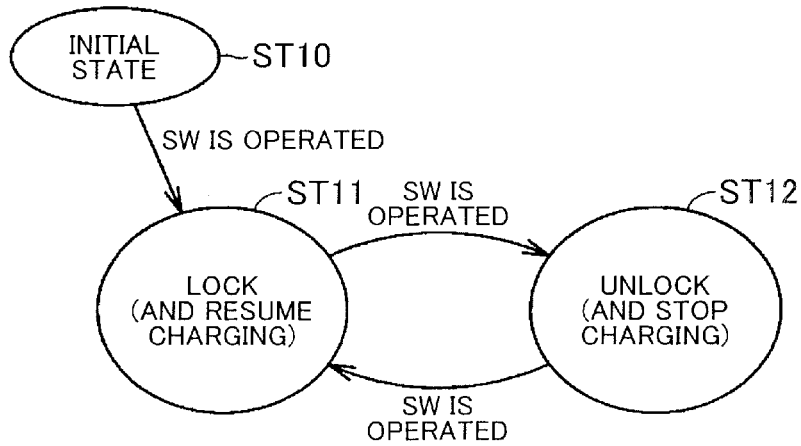 INITIAL
STATE
ST10
SW IS OPERATED
ST11
SW IS
OPERATED
ST12
LOCK
(AND RESUME
CHARGING)
UNLOCK
(AND STOP
CHARGING)
SW IS
OPERATED